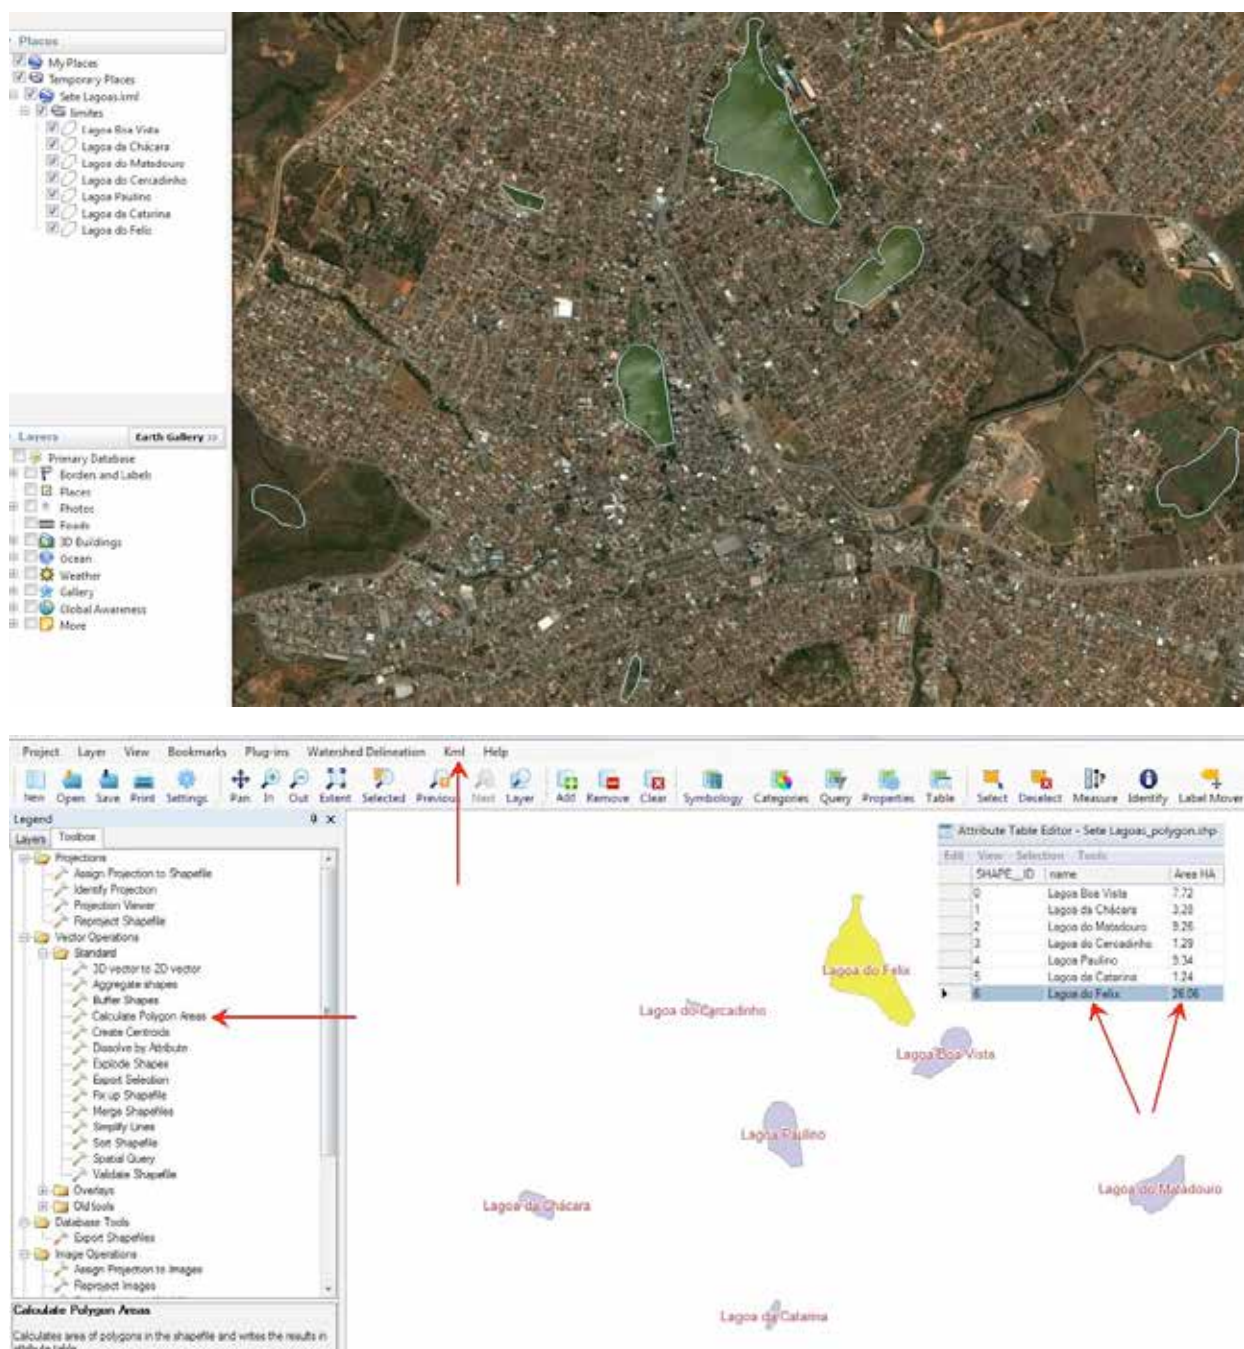 Places
My Places
Temporary Places
Sete Lagoas.kml
limites
Lagoa Boa Vista
Lagoa da Chácara
Lagoa do Matadouro
Lagoa do Cercadinho
Lagoa Paulino
Lagoa da Catarina
Lagoa do Felix
Layers
Earth Gallery >>
Primary Database
Borders and Labels
Places
Photos
Roads
3D Buildings
Ocean
Weather
Gallery
Global Awareness
More
Project Layer View Bookmarks Plug-ins Watershed Delineation Kml Help
New Open Save Print Settings Pan In Out Extent Selected Previous Next Layer Add Remove Clear Symbology Categories Query Properties Table Select Deselect Measure Identify Label Mover
Legend
Layers Toolbox
Projections
Assign Projection to Shapefile
Identify Projection
Projection Viewer
Reproject Shapefile
Vector Operations
Standard
3D vector to 2D vector
Aggregate shapes
Buffer Shapes
Calculate Polygon Areas
Create Centroids
Dissolve by Attribute
Explode Shapes
Export Selection
Fix up Shapefile
Merge Shapefiles
Simplify Lines
Sort Shapefile
Spatial Query
Validate Shapefile
Overlays
Old tools
Database Tools
Export Shapefiles
Image Operations
Assign Projection to Images
Reproject Images
Calculate Polygon Areas
Calculates area of polygons in the shapefile and writes the results in
attribute table
Attribute Table Editor - Sete Lagoas_polygon.shp
Edit View Selection Tools
SHAPE__ID name Area HA
0 Lagoa Boa Vista 7.72
1 Lagoa da Chácara 3.28
2 Lagoa do Matadouro 9.26
3 Lagoa do Cercadinho 1.29
4 Lagoa Paulino 9.34
5 Lagoa da Catarina 1.24
6 Lagoa do Felix 26.06
Lagoa do Felix
Lagoa do Cercadinho
Lagoa Boa Vista
Lagoa Paulino
Lagoa do Matadouro
Lagoa da Chácara
Lagoa da Catarina